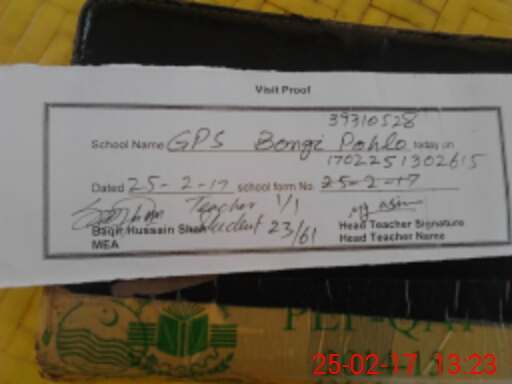 Visit Proof
39310528
School Name GPS Bongi Pohlo today on
1702251302615
Dated 25-2-17 school form No. 25-2-17
Teacher 1/1
Student 23/61
Baqir Hussain Shah
MEA
Head Teacher Signature
Head Teacher Name
25-02-17 13:23